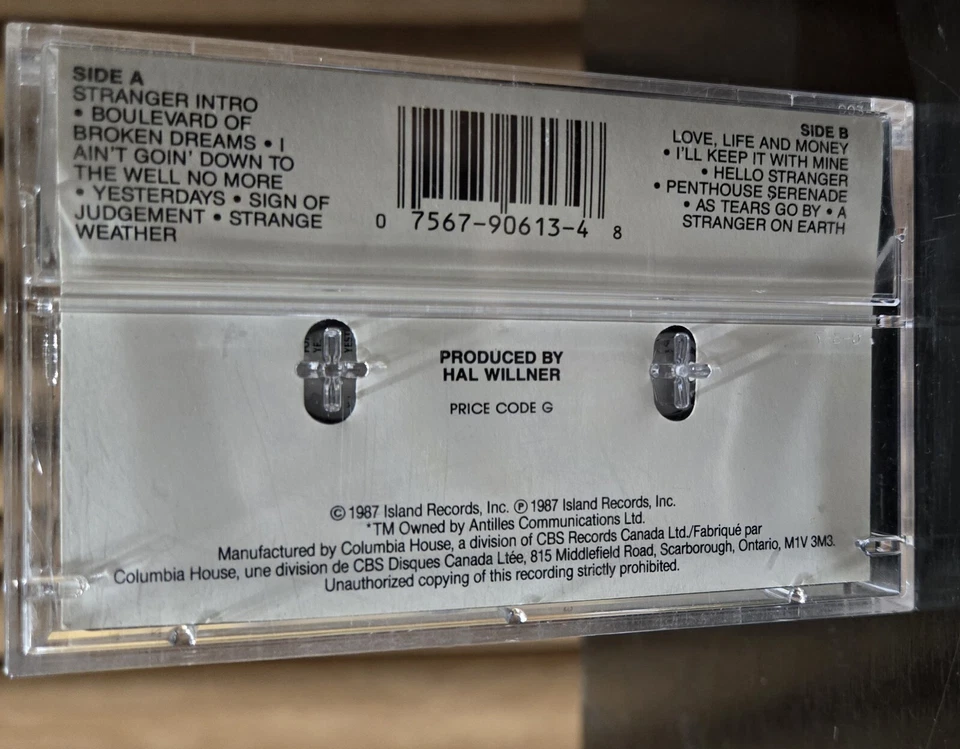 SIDE A
STRANGER INTRO
• BOULEVARD OF
BROKEN DREAMS • I
AIN'T GOIN' DOWN TO
THE WELL NO MORE
• YESTERDAYS • SIGN OF
JUDGEMENT • STRANGE
WEATHER
0 7567-90613-4 8
SIDE B
LOVE, LIFE AND MONEY
• I'LL KEEP IT WITH MINE
• HELLO STRANGER
• PENTHOUSE SERENADE
• AS TEARS GO BY • A
STRANGER ON EARTH
PRODUCED BY
HAL WILLNER
PRICE CODE G
© 1987 Island Records, Inc. ℗ 1987 Island Records, Inc.
*TM Owned by Antilles Communications Ltd.
Manufactured by Columbia House, a division of CBS Records Canada Ltd./Fabriqué par
Columbia House, une division de CBS Disques Canada Ltée, 815 Middlefield Road, Scarborough, Ontario, M1V 3M3.
Unauthorized copying of this recording strictly prohibited.